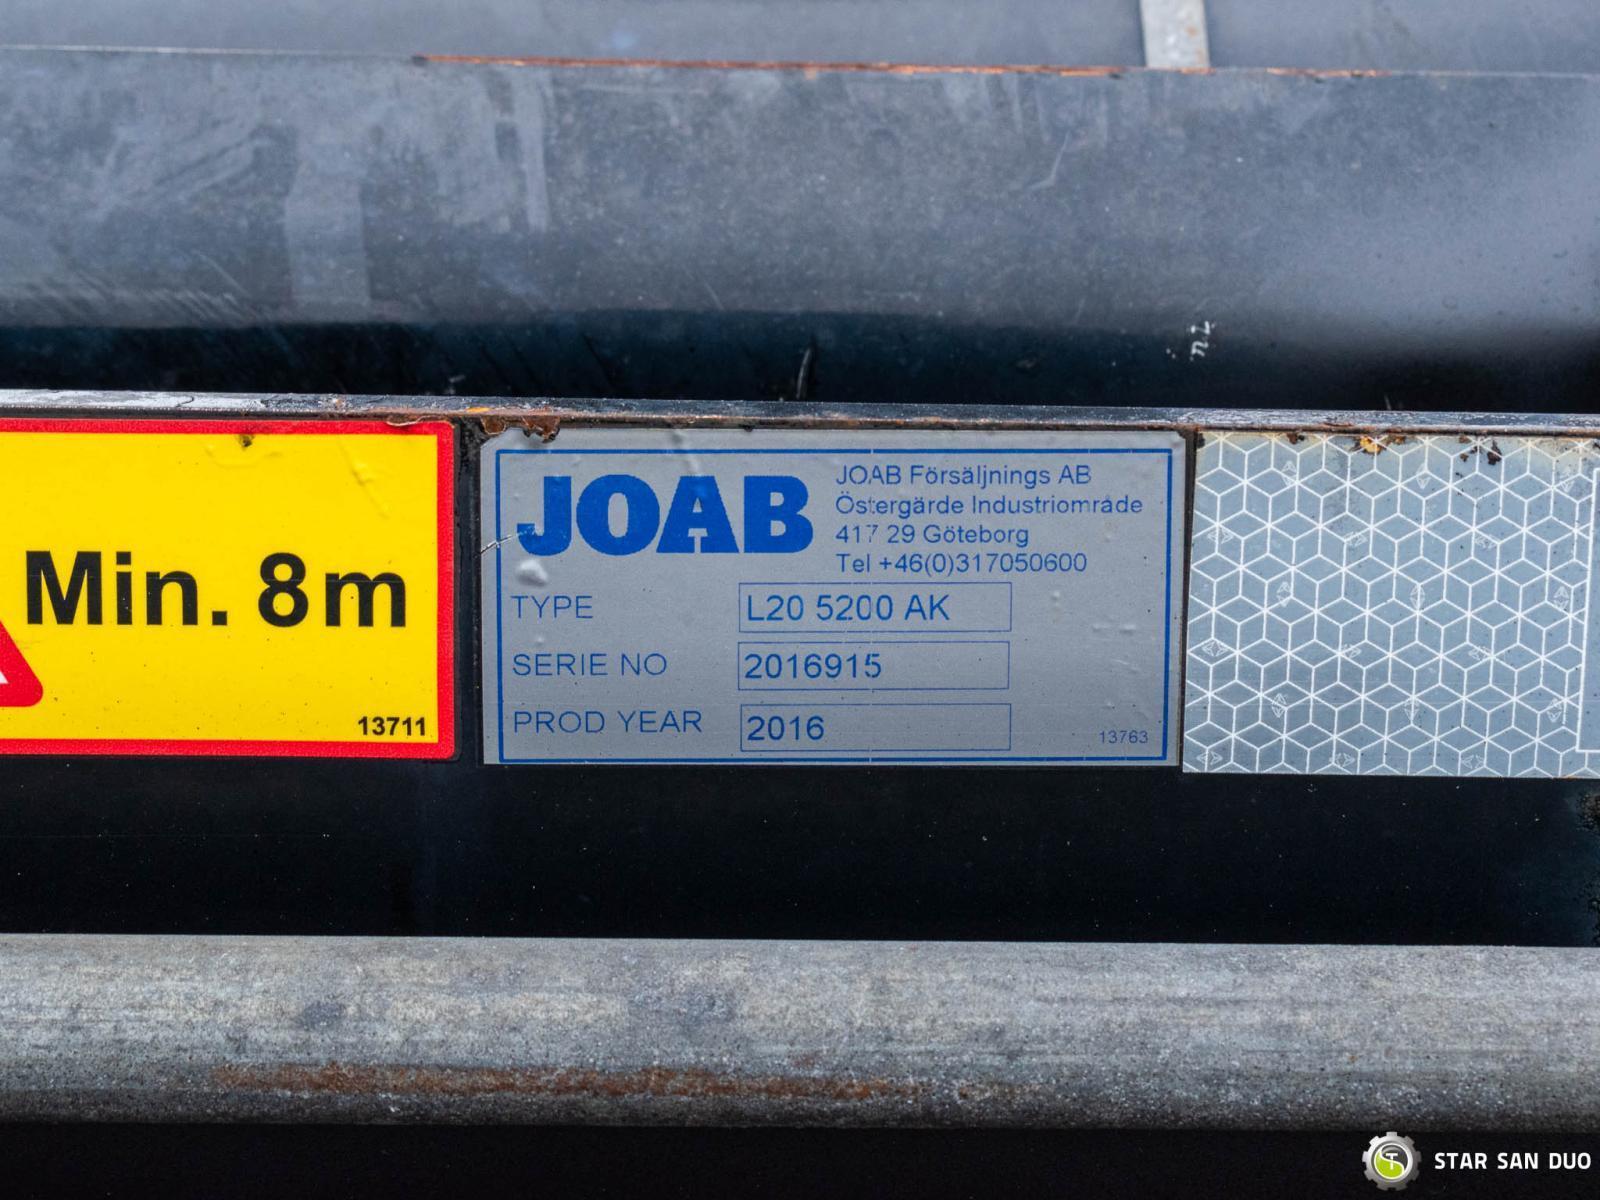 Min. 8m
13711
JOAB
JOAB Försäljnings AB
Östergärde Industriområde
417 29 Göteborg
Tel +46(0)317050600
TYPE L20 5200 AK
SERIE NO 2016915
PROD YEAR 2016
13763
STAR SAN DUO